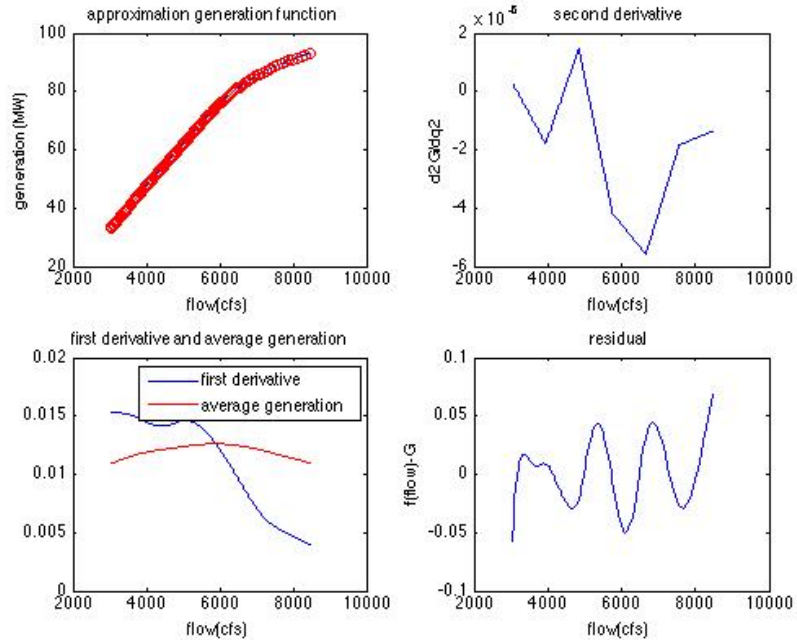 approximation generation function
100
80
60
40
20
generation (MW)
2000 4000 6000 8000 10000
flow(cfs)
second derivative
2 x 10^-6
0
-2
-4
-6
d2G/dq2
2000 4000 6000 8000 10000
flow(cfs)
first derivative and average generation
0.02
0.015
0.01
0.005
0
first derivative
average generation
2000 4000 6000 8000 10000
flow(cfs)
residual
0.1
0.05
0
-0.05
-0.1
f(flow)-G
2000 4000 6000 8000 10000
flow(cfs)